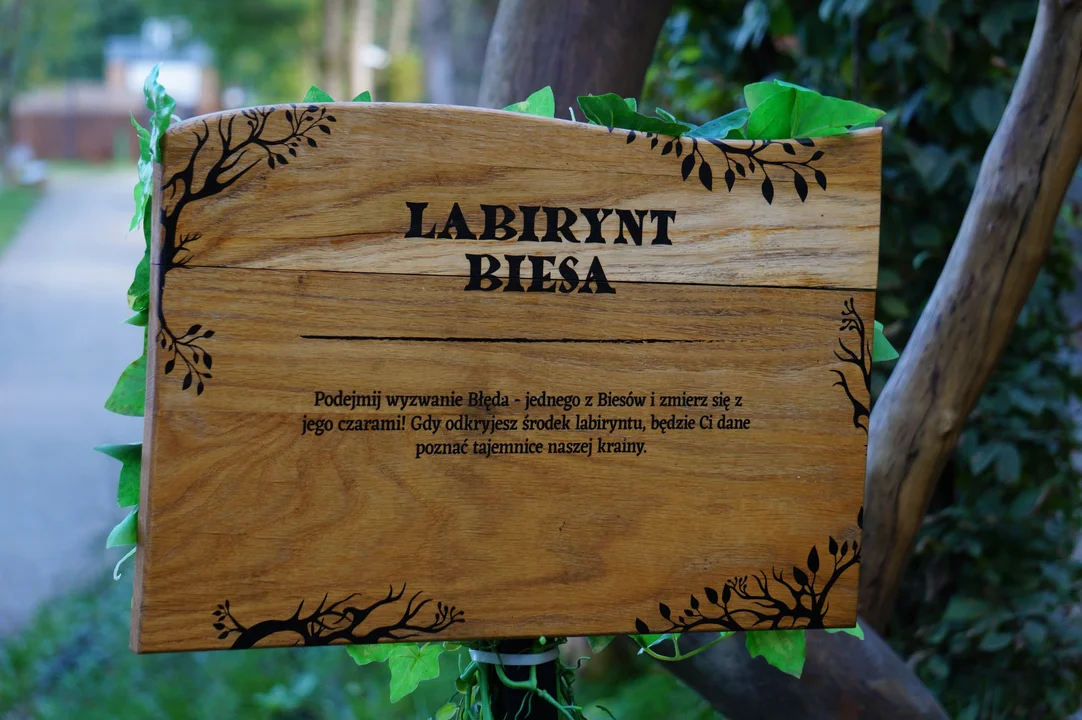 LABIRYNT
BIESA
Podejmij wyzwanie Błęda - jednego z Biesów i zmierz się z
jego czarami! Gdy odkryjesz środek labiryntu, będzie Ci dane
poznać tajemnice naszej krainy.